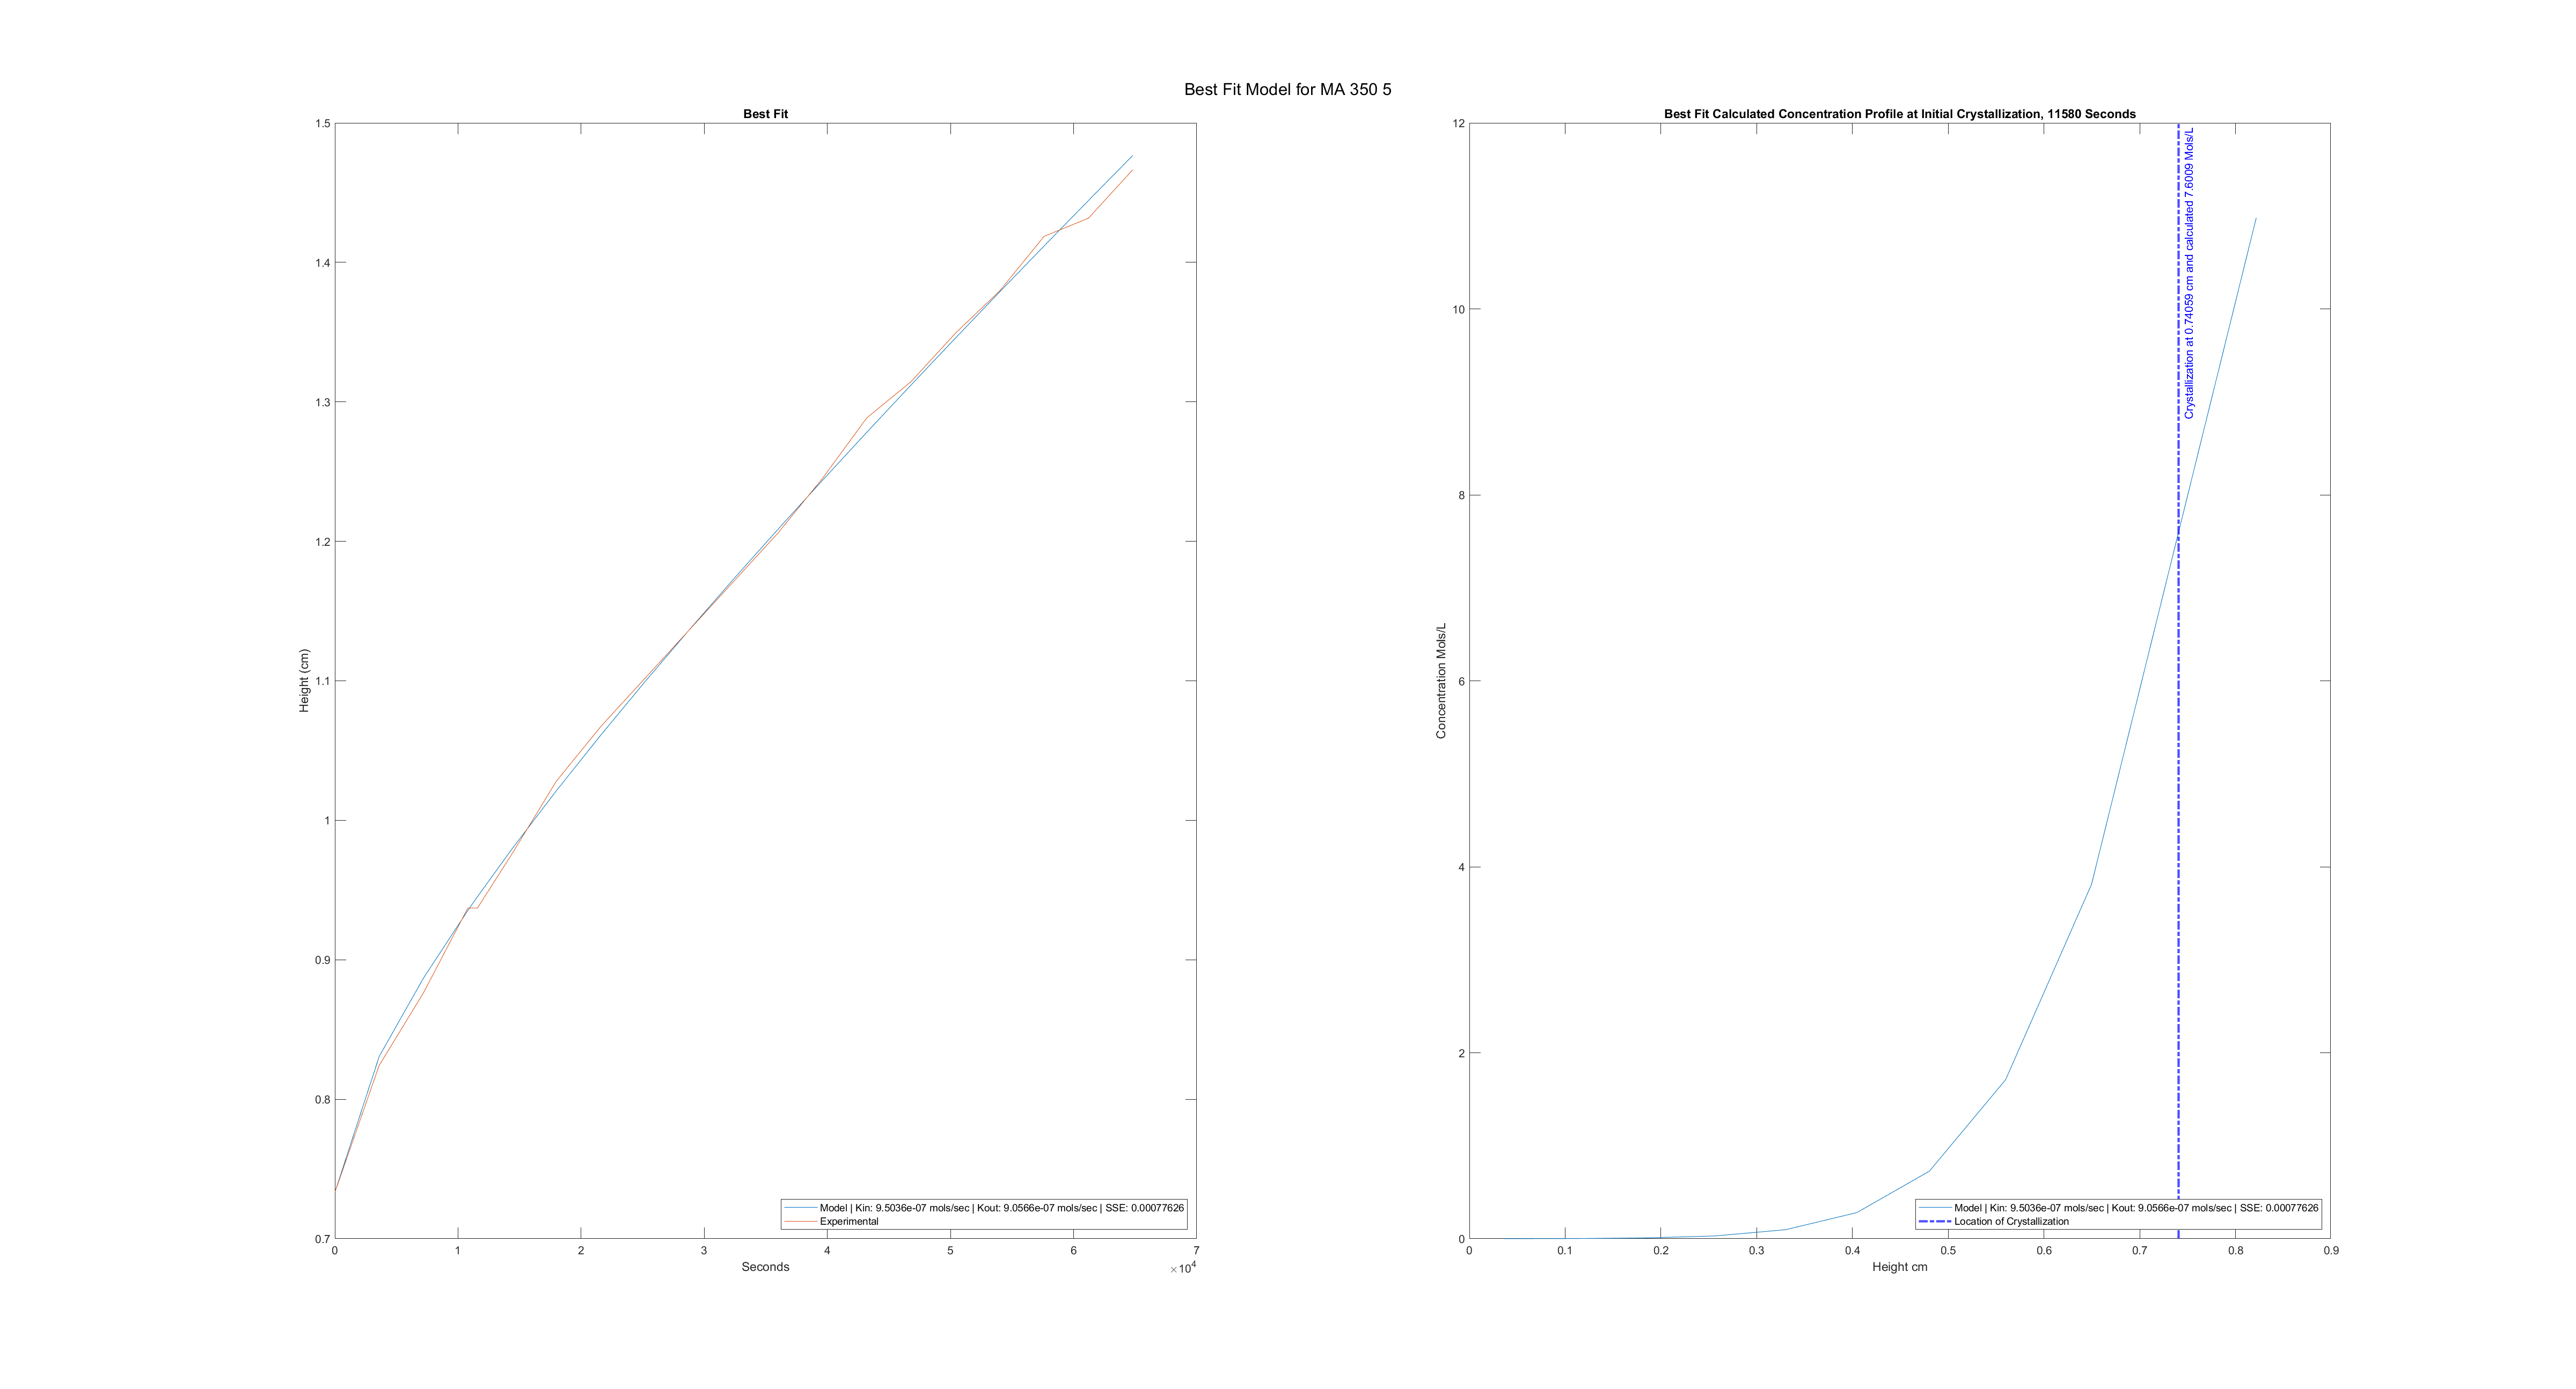 Best Fit Model for MA 350 5
Best Fit
1.5
1.4
1.3
1.2
1.1
1
0.9
0.8
0.7
Height (cm)
0
1
2
3
4
5
6
7
Seconds
×10^4
Model | Kin: 9.5036e-07 mols/sec | Kout: 9.0566e-07 mols/sec | SSE: 0.00077626
Experimental
Best Fit Calculated Concentration Profile at Initial Crystallization, 11580 Seconds
12
10
8
6
4
2
0
Concentration Mols/L
Crystallization at 0.74059 cm and calculated 7.6009 Mols/L
0
0.1
0.2
0.3
0.4
0.5
0.6
0.7
0.8
0.9
Height cm
Model | Kin: 9.5036e-07 mols/sec | Kout: 9.0566e-07 mols/sec | SSE: 0.00077626
Location of Crystallization